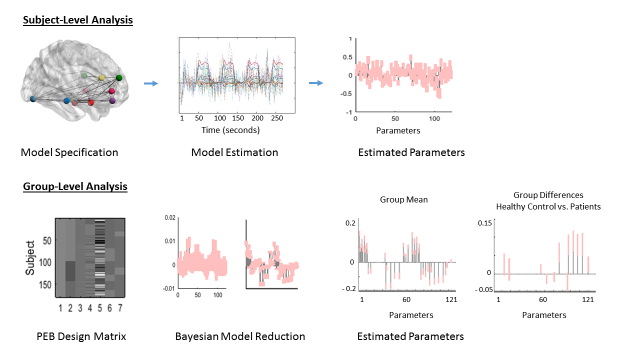 Subject-Level Analysis
1
0.5
0
-0.5
-1
1 50 100 150 200 250
0 50 100
Time (seconds)
Parameters
Model Specification
Model Estimation
Estimated Parameters
Group-Level Analysis
Group Mean
Group Differences
Healthy Control vs. Patients
Subject
50
100
150
1 2 3 4 5 6 7
0.02
0.01
0
-0.01
0 50 100
0.2
0
- 0.2
1 60 121
Parameters
0.15
0
- 0.05
1 60 121
Parameters
PEB Design Matrix
Bayesian Model Reduction
Estimated Parameters